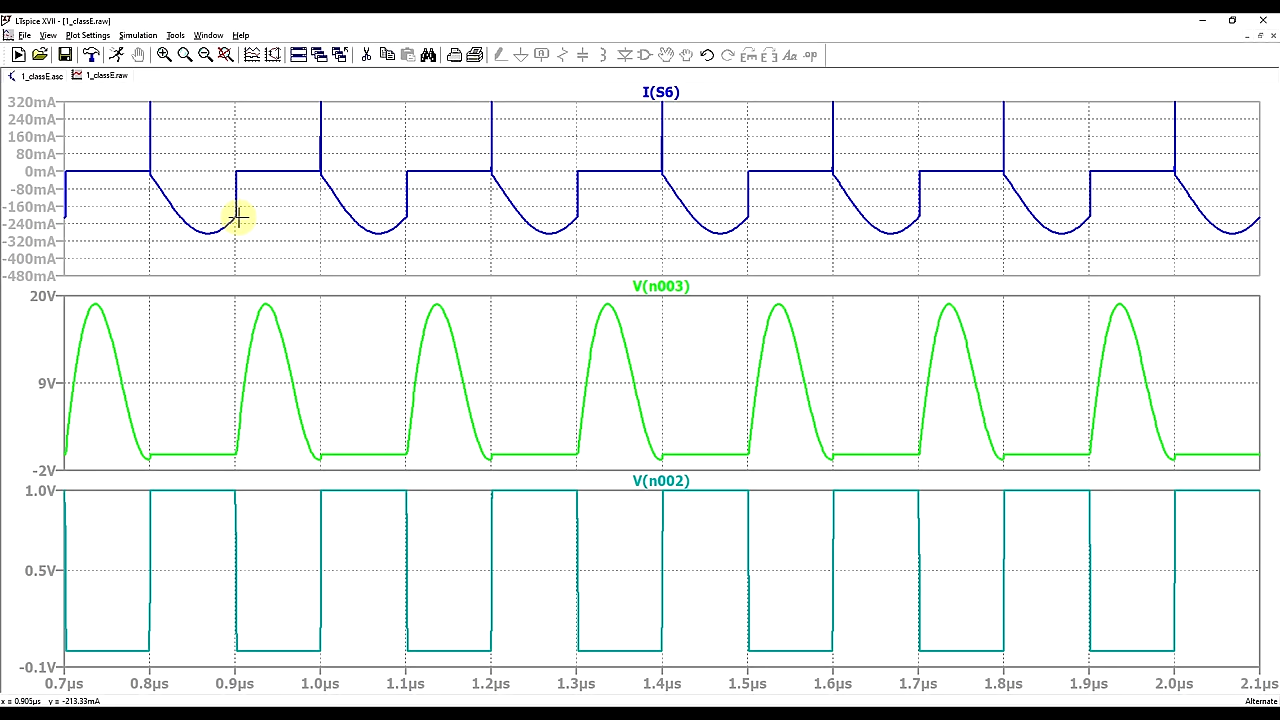 LTspice XVII - [1_classE.raw]
File View Plot Settings Simulation Tools Window Help
1_classE.asc 1_classE.raw
I(S6)
320mA
240mA
160mA
80mA
0mA
-80mA
-160mA
-240mA
-320mA
-400mA
-480mA
V(n003)
20V
9V
-2V
V(n002)
1.0V
0.5V
-0.1V
0.7µs 0.8µs 0.9µs 1.0µs 1.1µs 1.2µs 1.3µs 1.4µs 1.5µs 1.6µs 1.7µs 1.8µs 1.9µs 2.0µs 2.1µs
x = 0.905µs y = -213.33mA Alternate